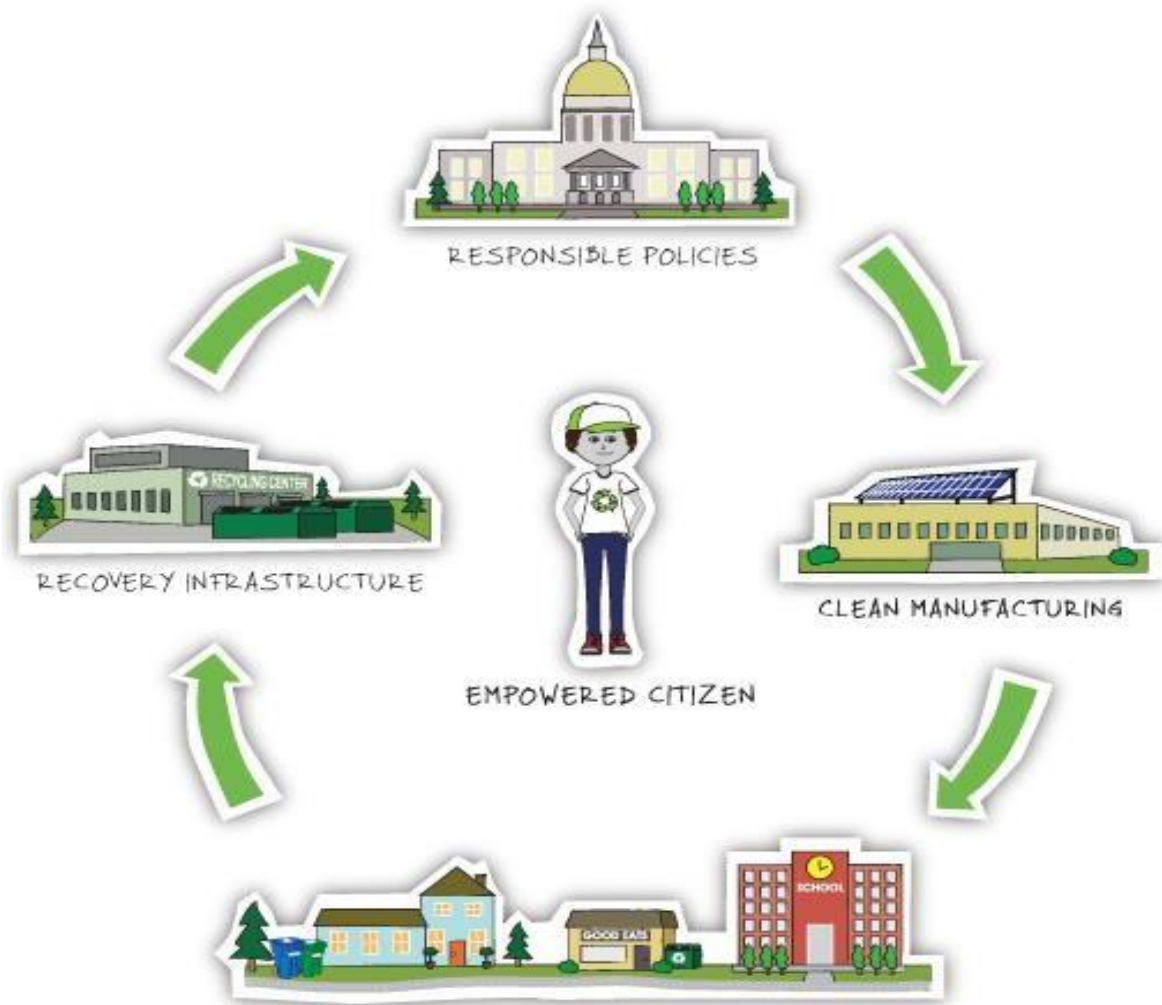 RESPONSIBLE POLICIES
RECYCLING CENTER
RECOVERY INFRASTRUCTURE
CLEAN MANUFACTURING
EMPOWERED CITIZEN
SCHOOL
GOOD EATS